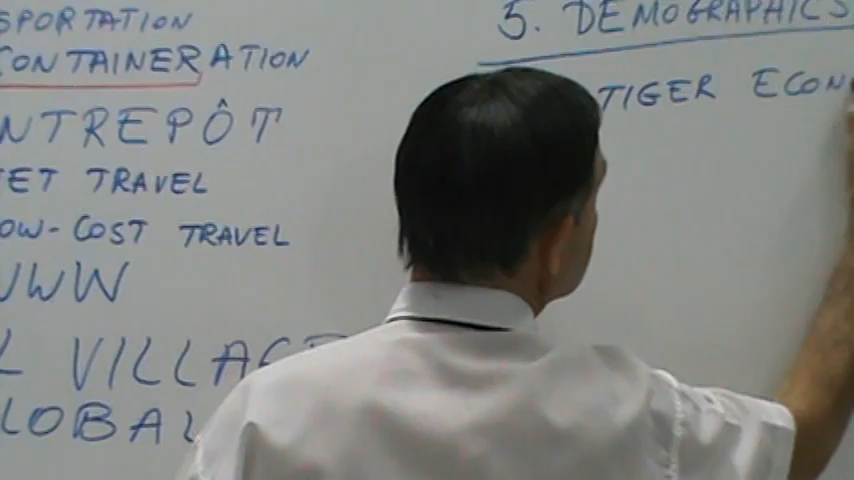 SPORTATION
CONTAINERATION
NTREPÔT
ET TRAVEL
OW-COST TRAVEL
WWW
L VILLAGE
LOBAL
5. DEMOGRAPHICS
TIGER ECON